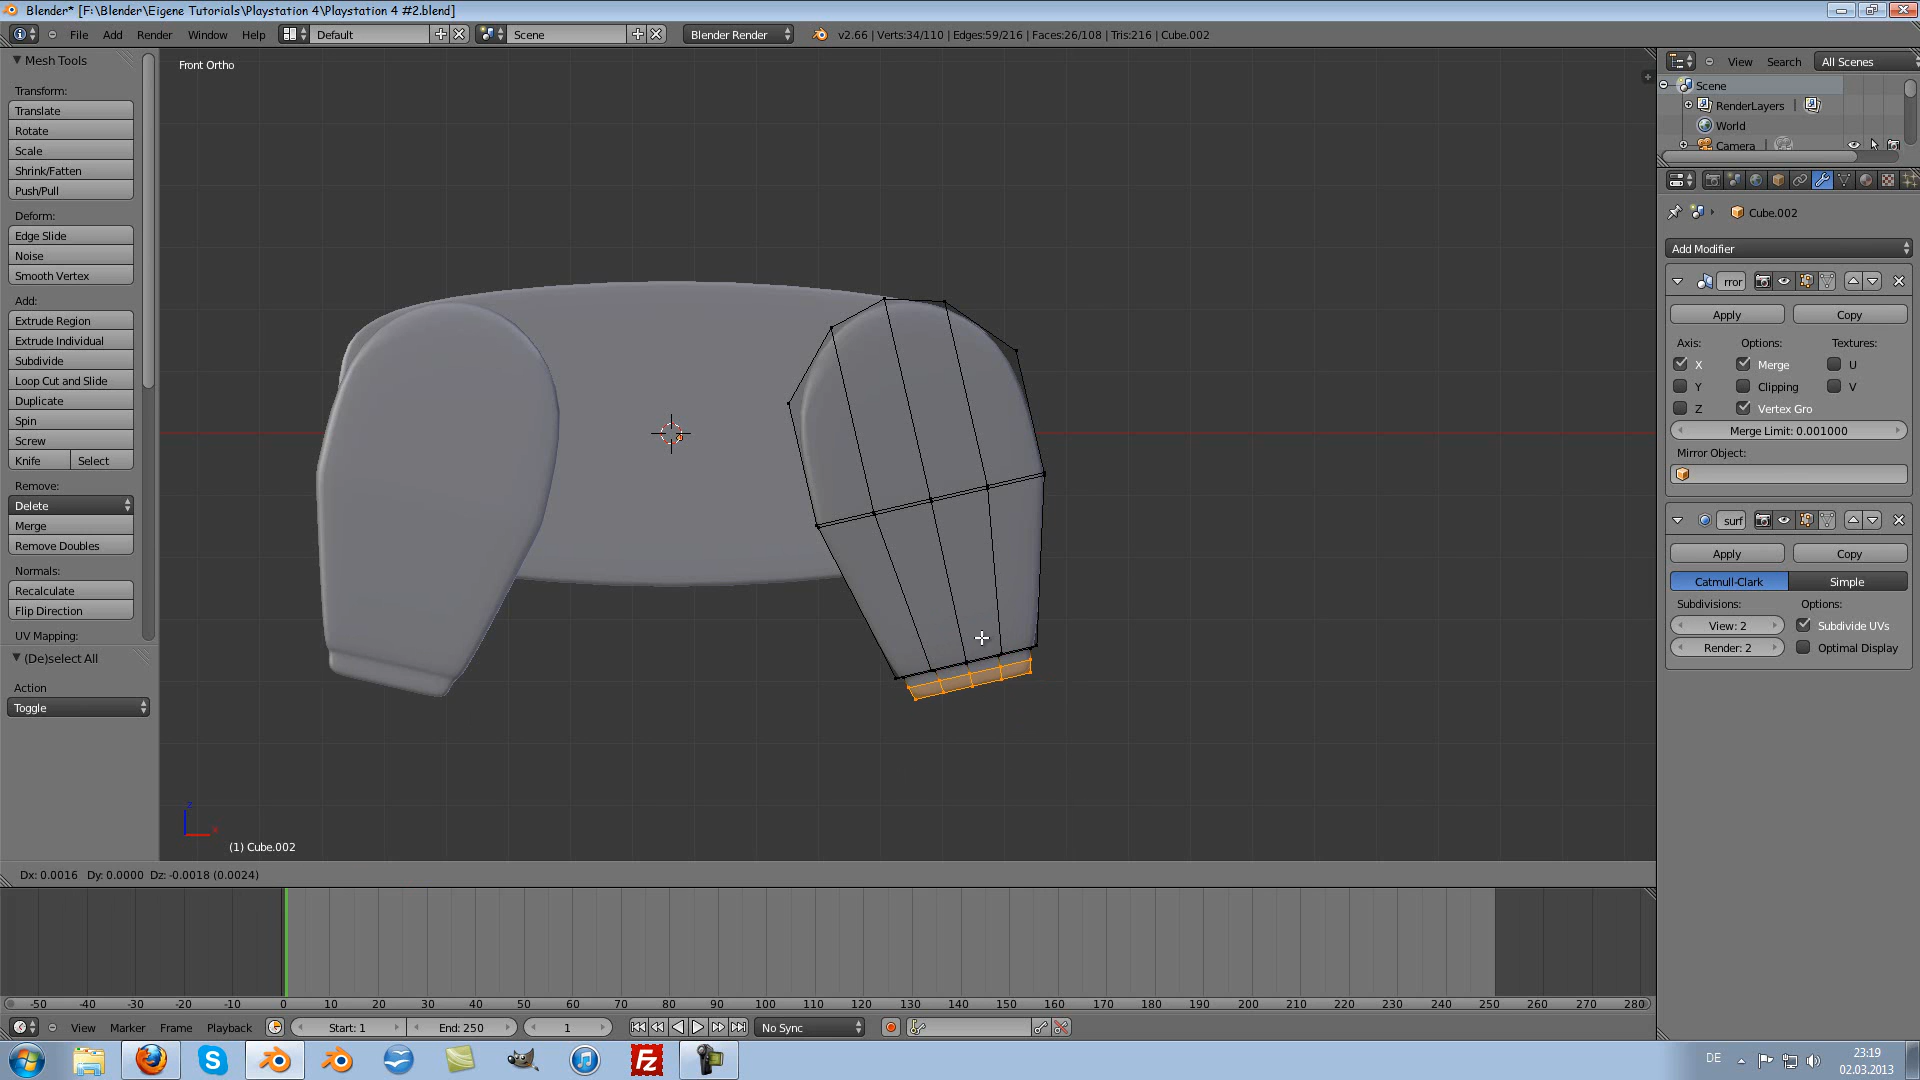 Blender* [F:\Blender\Eigene Tutorials\Playstation 4\Playstation 4 #2.blend]
File Add Render Window Help Default Scene Blender Render v2.66 | Verts:34/110 | Edges:59/216 | Faces:26/108 | Tris:216 | Cube.002
Mesh Tools
Transform:
Translate
Rotate
Scale
Shrink/Fatten
Push/Pull
Deform:
Edge Slide
Noise
Smooth Vertex
Add:
Extrude Region
Extrude Individual
Subdivide
Loop Cut and Slide
Duplicate
Spin
Screw
Knife Select
Remove:
Delete
Merge
Remove Doubles
Normals:
Recalculate
Flip Direction
UV Mapping:
(De)select All
Action
Toggle
Front Ortho
z
x
(1) Cube.002
View Search All Scenes
Scene
RenderLayers |
World
Camera |
Cube.002
Add Modifier
rror
Apply Copy
Axis: Options: Textures:
X Merge U
Y Clipping V
Z Vertex Gro
Merge Limit: 0.001000
Mirror Object:
surf
Apply Copy
Catmull-Clark Simple
Subdivisions: Options:
View: 2 Subdivide UVs
Render: 2 Optimal Display
Dx: 0.0016 Dy: 0.0000 Dz: -0.0018 (0.0024)
-50 -40 -30 -20 -10 0 10 20 30 40 50 60 70 80 90 100 110 120 130 140 150 160 170 180 190 200 210 220 230 240 250 260 270 280
View Marker Frame Playback Start: 1 End: 250 1 No Sync
S
Fz
DE
23:19
02.03.2013